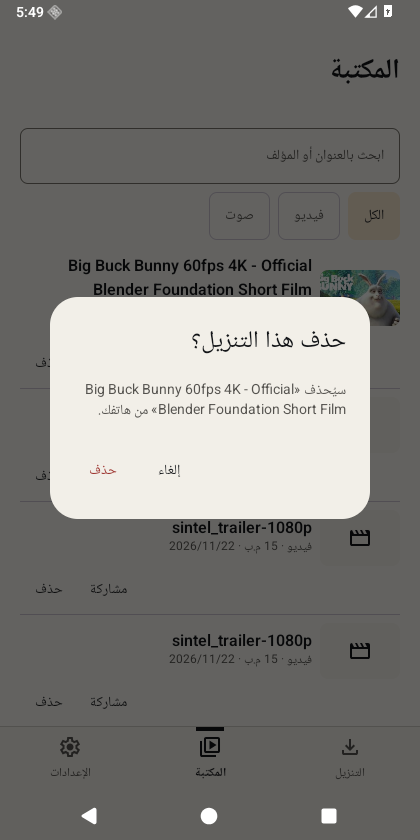 5:49
المكتبة
ابحث بالعنوان أو المؤلف
الكل
فيديو
صوت
Big Buck Bunny 60fps 4K - Official
Blender Foundation Short Film
حذف هذا التنزيل؟
سيُحذف «Big Buck Bunny 60fps 4K - Official
Blender Foundation Short Film» من هاتفك.
إلغاء
حذف
sintel_trailer-1080p
فيديو · 15 م.ب · 2026/11/22
مشاركة
حذف
sintel_trailer-1080p
فيديو · 15 م.ب · 2026/11/22
مشاركة
حذف
التنزيل
المكتبة
الإعدادات